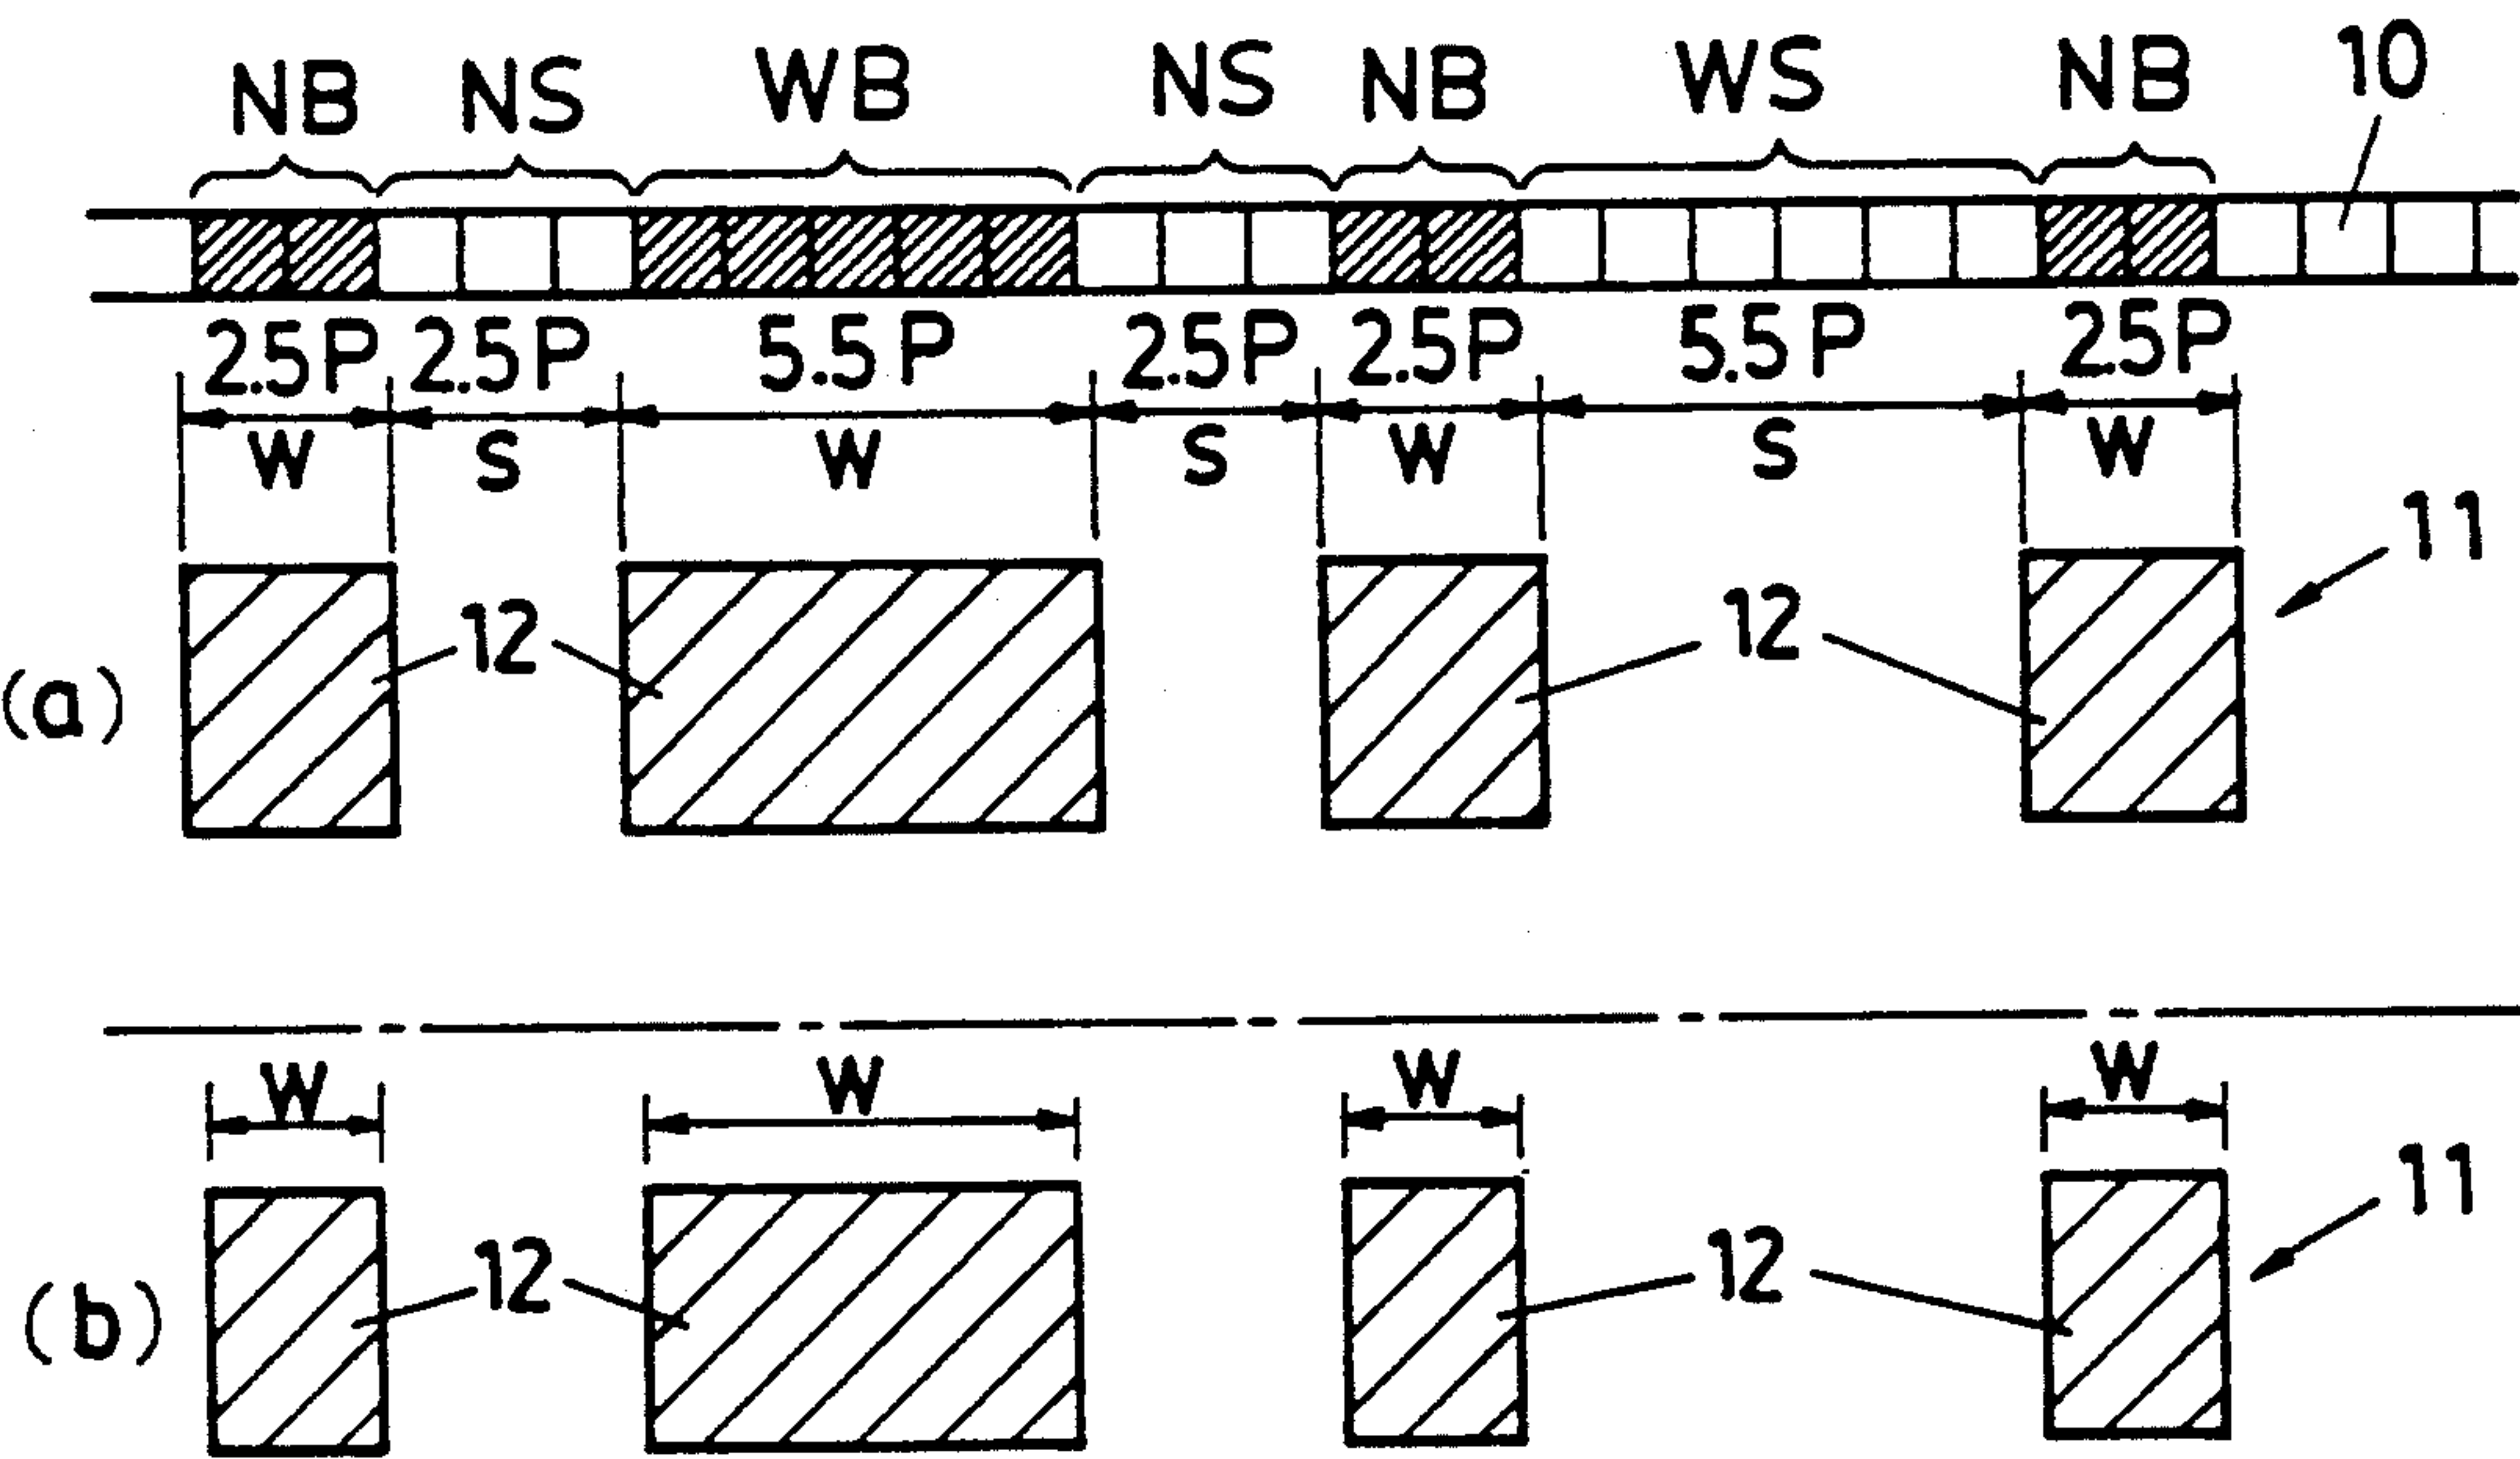 NB NS WB NS NB WS NB 10
2.5P 2.5P 5.5P 2.5P 2.5P 5.5P 2.5P
W S W S W S W
11
12 12
(a)
W W W W
11
12 12
(b)